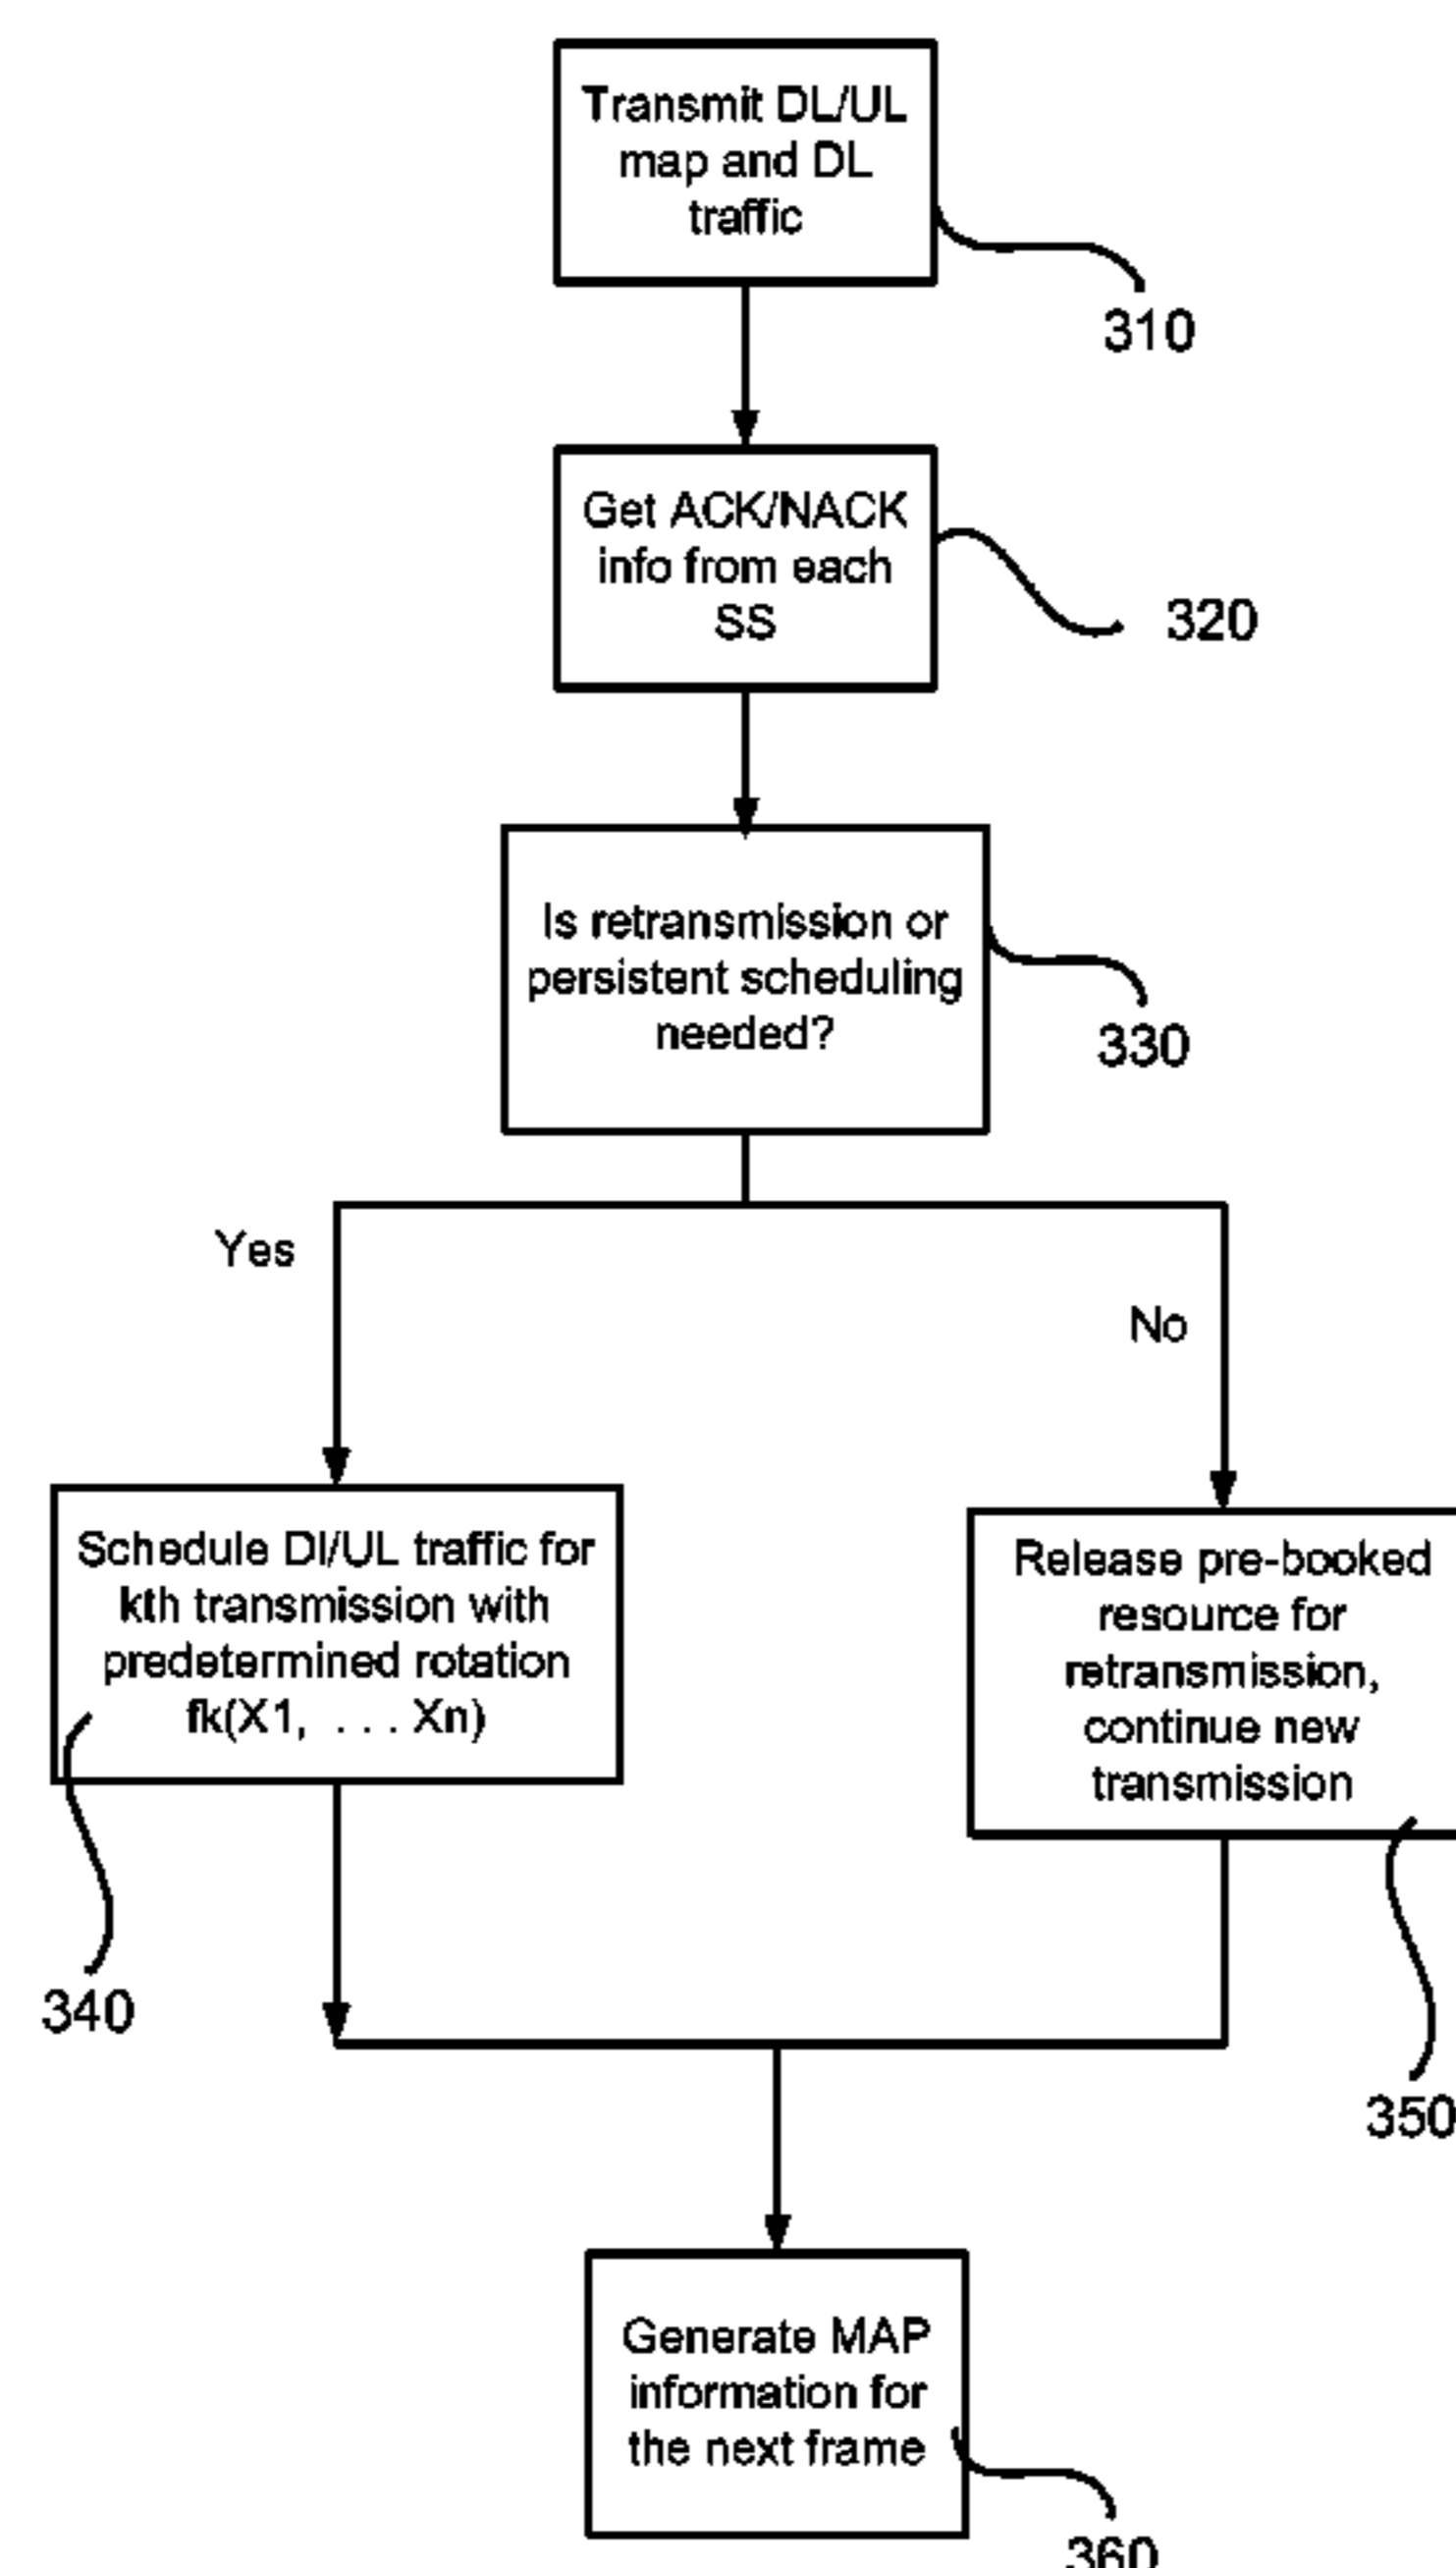 Transmit DL/UL
map and DL
traffic
310
Get ACK/NACK
info from each
SS
320
Is retransmission or
persistent scheduling
needed?
330
Yes
No
Schedule Dl/UL traffic for
kth transmission with
predetermined rotation
fk(X1, . . . Xn)
340
Release pre-booked
resource for
retransmission,
continue new
transmission
350
Generate MAP
information for
the next frame
360